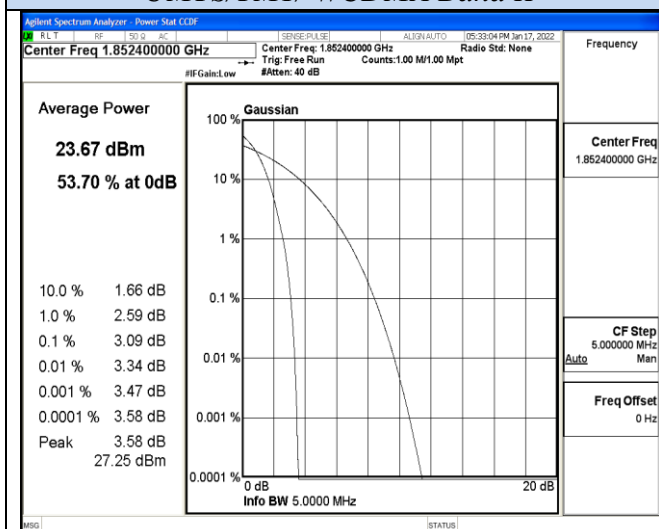 UMTS/TM1/ WCDMA Band II
Agilent Spectrum Analyzer - Power Stat CCDF
RLT RF 50 Ω AC SENSE:PULSE ALIGN AUTO 05:33:04 PM Jan 17, 2022
Center Freq 1.852400000 GHz
Center Freq: 1.852400000 GHz Radio Std: None
Trig: Free Run Counts:1.00 M/1.00 Mpt
#IFGain:Low #Atten: 40 dB
Frequency
Average Power
23.67 dBm
53.70 % at 0dB
10.0 % 1.66 dB
1.0 % 2.59 dB
0.1 % 3.09 dB
0.01 % 3.34 dB
0.001 % 3.47 dB
0.0001 % 3.58 dB
Peak 3.58 dB
27.25 dBm
Gaussian
100 %
10 %
1 %
0.1 %
0.01 %
0.001 %
0.0001 %
0 dB 20 dB
Info BW 5.0000 MHz
Center Freq
1.852400000 GHz
CF Step
5.000000 MHz
Auto Man
Freq Offset
0 Hz
MSG STATUS